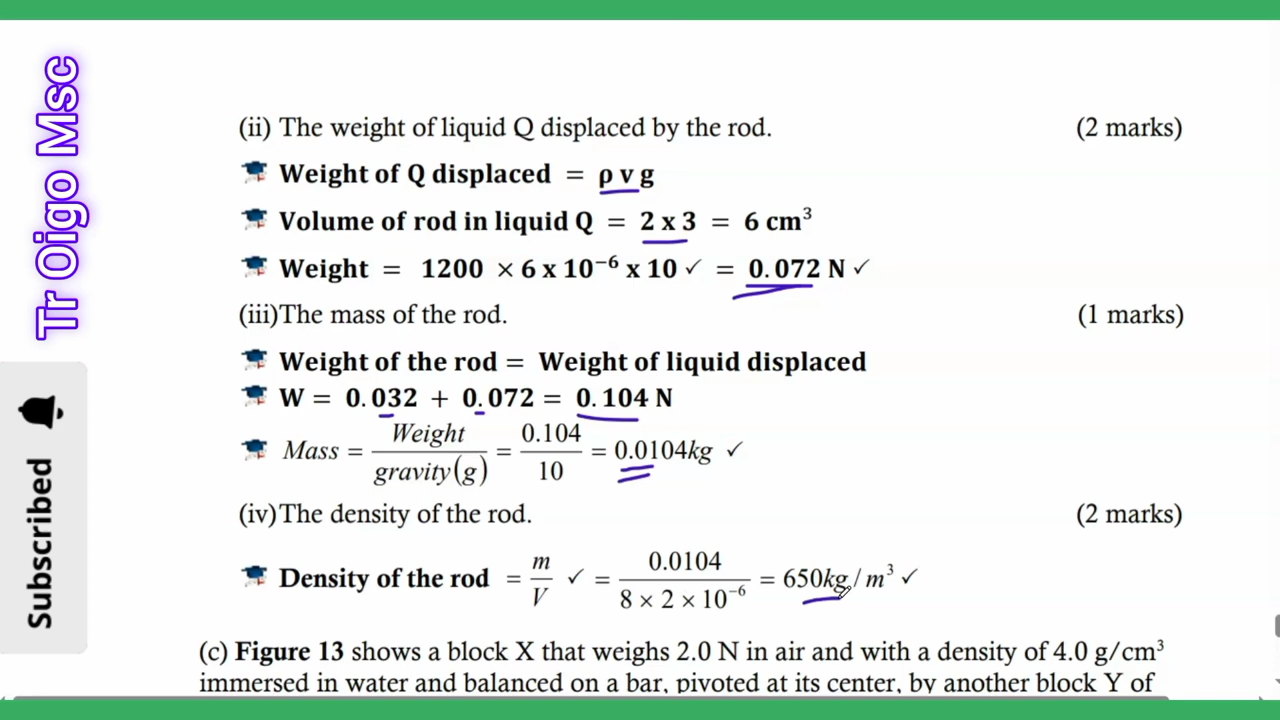 Tr Oigo Msc
Subscribed
(ii) The weight of liquid Q displaced by the rod. (2 marks)
Weight of Q displaced = ρ v g
Volume of rod in liquid Q = 2 x 3 = 6 cm³
Weight = 1200 × 6 x 10⁻⁶ x 10 ✓ = 0.072 N ✓
(iii)The mass of the rod. (1 marks)
Weight of the rod = Weight of liquid displaced
W = 0.032 + 0.072 = 0.104 N
Mass = Weight/gravity(g) = 0.104/10 = 0.0104kg ✓
(iv)The density of the rod. (2 marks)
Density of the rod = m/V ✓ = 0.0104/8 × 2 × 10⁻⁶ = 650kg/m³ ✓
(c) Figure 13 shows a block X that weighs 2.0 N in air and with a density of 4.0 g/cm³
immersed in water and balanced on a bar, pivoted at its center, by another block Y of